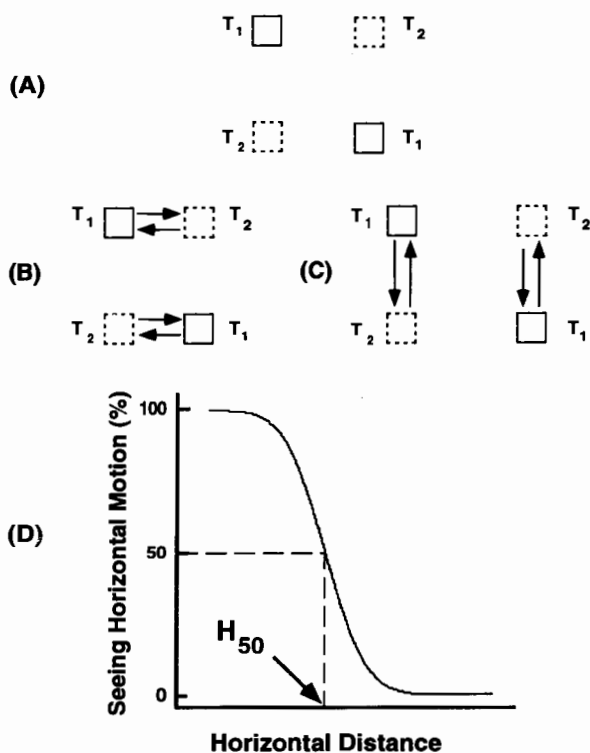 T1 T2
(A)
T2 T1
T1 T2 T1 T2
(B) (C)
T2 T1 T2 T1
Seeing Horizontal Motion (%)
100
(D)
50
H50
0
Horizontal Distance